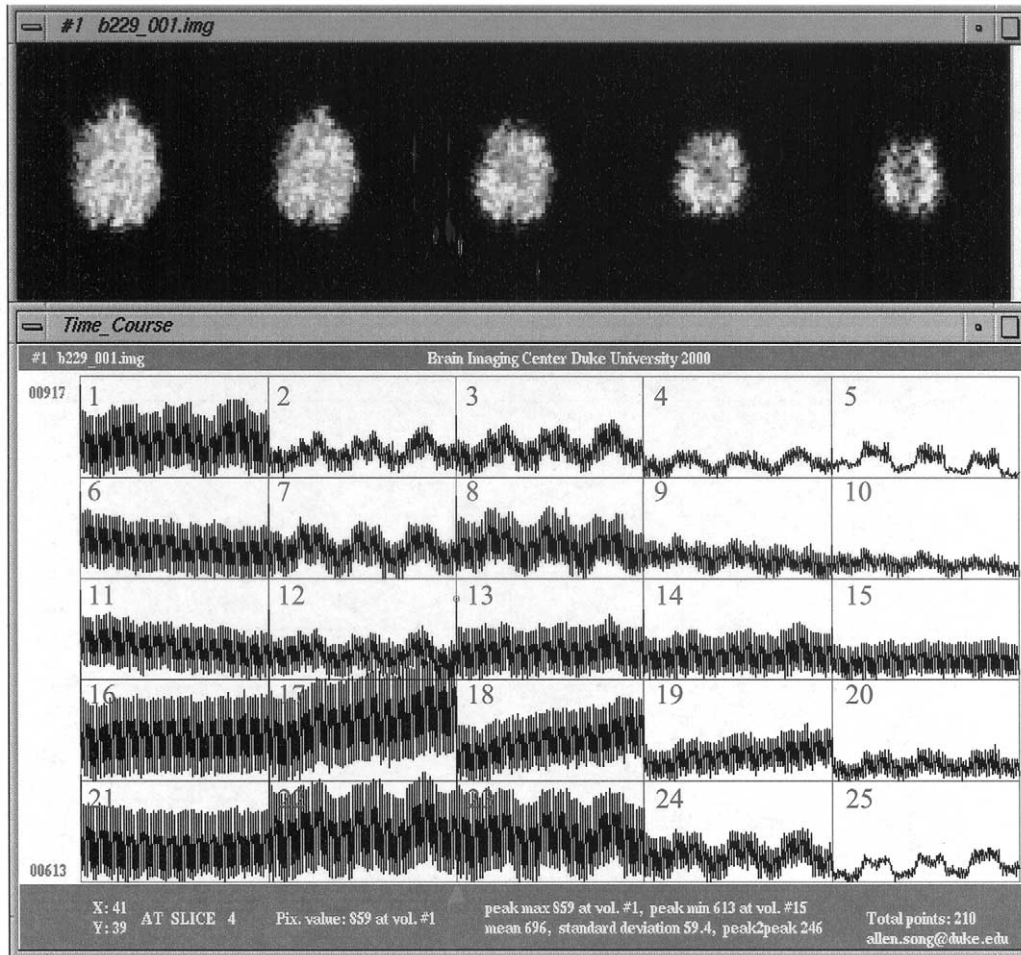 #1 b229_001.img
Time_Course
#1 b229_001.img Brain Imaging Center Duke University 2000
00917
1 2 3 4 5
6 7 8 9 10
11 12 13 14 15
16 17 18 19 20
21 24 25
00613
X: 41
Y: 39
AT SLICE 4
Pix. value: 859 at vol. #1
peak max 859 at vol. #1, peak min 613 at vol. #15
mean 696, standard deviation 59.4, peak2peak 246
Total points: 210
allen.song@duke.edu